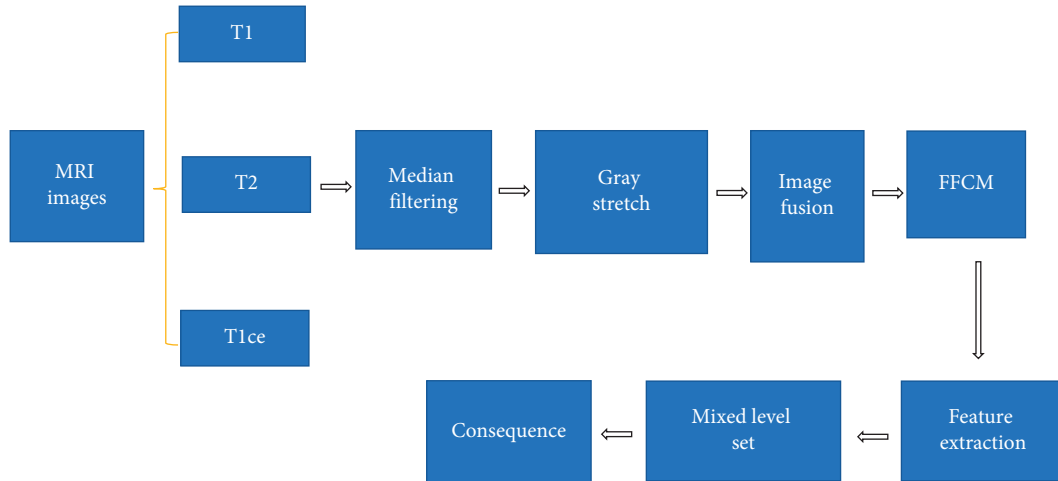 MRI
images
T1
T2
T1ce
Median
filtering
Gray
stretch
Image
fusion
FFCM
Feature
extraction
Mixed level
set
Consequence